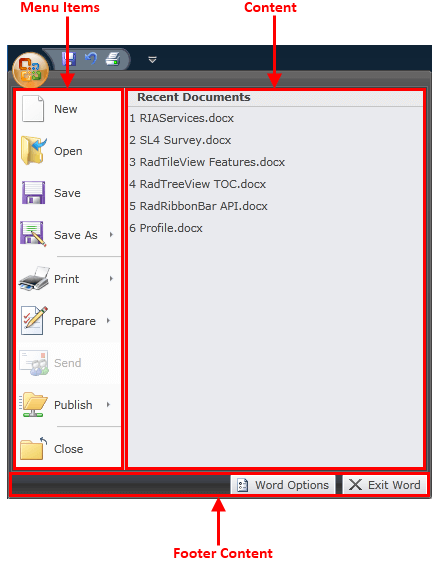 Menu Items
Content
New
Open
Save
Save As
Print
Prepare
Send
Publish
Close
Recent Documents
1 RIAServices.docx
2 SL4 Survey.docx
3 RadTileView Features.docx
4 RadTreeView TOC.docx
5 RadRibbonBar API.docx
6 Profile.docx
Word Options
Exit Word
Footer Content